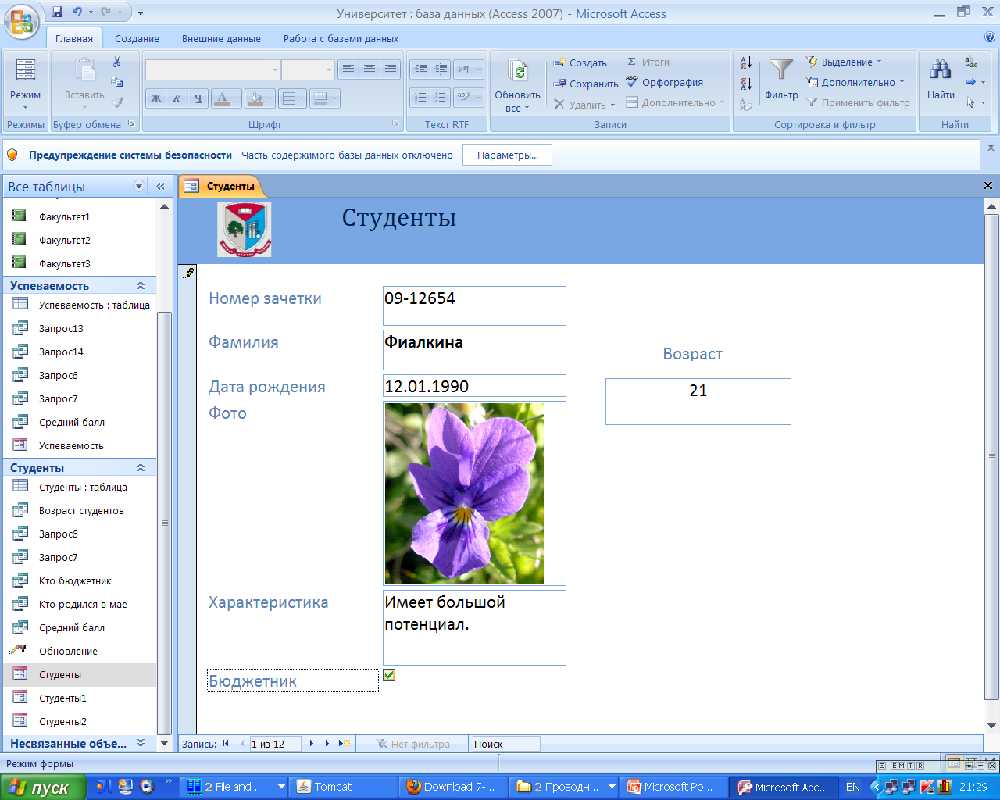 Университет : база данных (Access 2007) - Microsoft Access
Главная
Создание
Внешние данные
Работа с базами данных
Режим
Режимы
Вставить
Буфер обмена
Ж К Ч А
Шрифт
Текст RTF
Обновить
все
Создать
Сохранить
Удалить
Итоги
Орфография
Дополнительно
Записи
Фильтр
Выделение
Дополнительно
Применить фильтр
Сортировка и фильтр
Найти
Найти
Предупреждение системы безопасности
Часть содержимого базы данных отключено
Параметры...
Все таблицы
Факультет1
Факультет2
Факультет3
Успеваемость
Успеваемость : таблица
Запрос13
Запрос14
Запрос6
Запрос7
Средний балл
Успеваемость
Студенты
Студенты : таблица
Возраст студентов
Запрос6
Запрос7
Кто бюджетник
Кто родился в мае
Средний балл
Обновление
Студенты
Студенты1
Студенты2
Несвязанные объе...
Студенты
Студенты
Номер зачетки
09-12654
Фамилия
Фиалкина
Возраст
Дата рождения
12.01.1990
21
Фото
Характеристика
Имеет большой
потенциал.
Бюджетник
Запись:
1 из 12
Нет фильтра
Поиск
Режим формы
E M T R
пуск
2 File and ...
Tomcat
Download 7-...
2 Проводн...
Microsoft Po...
Microsoft Acc...
EN
21:29